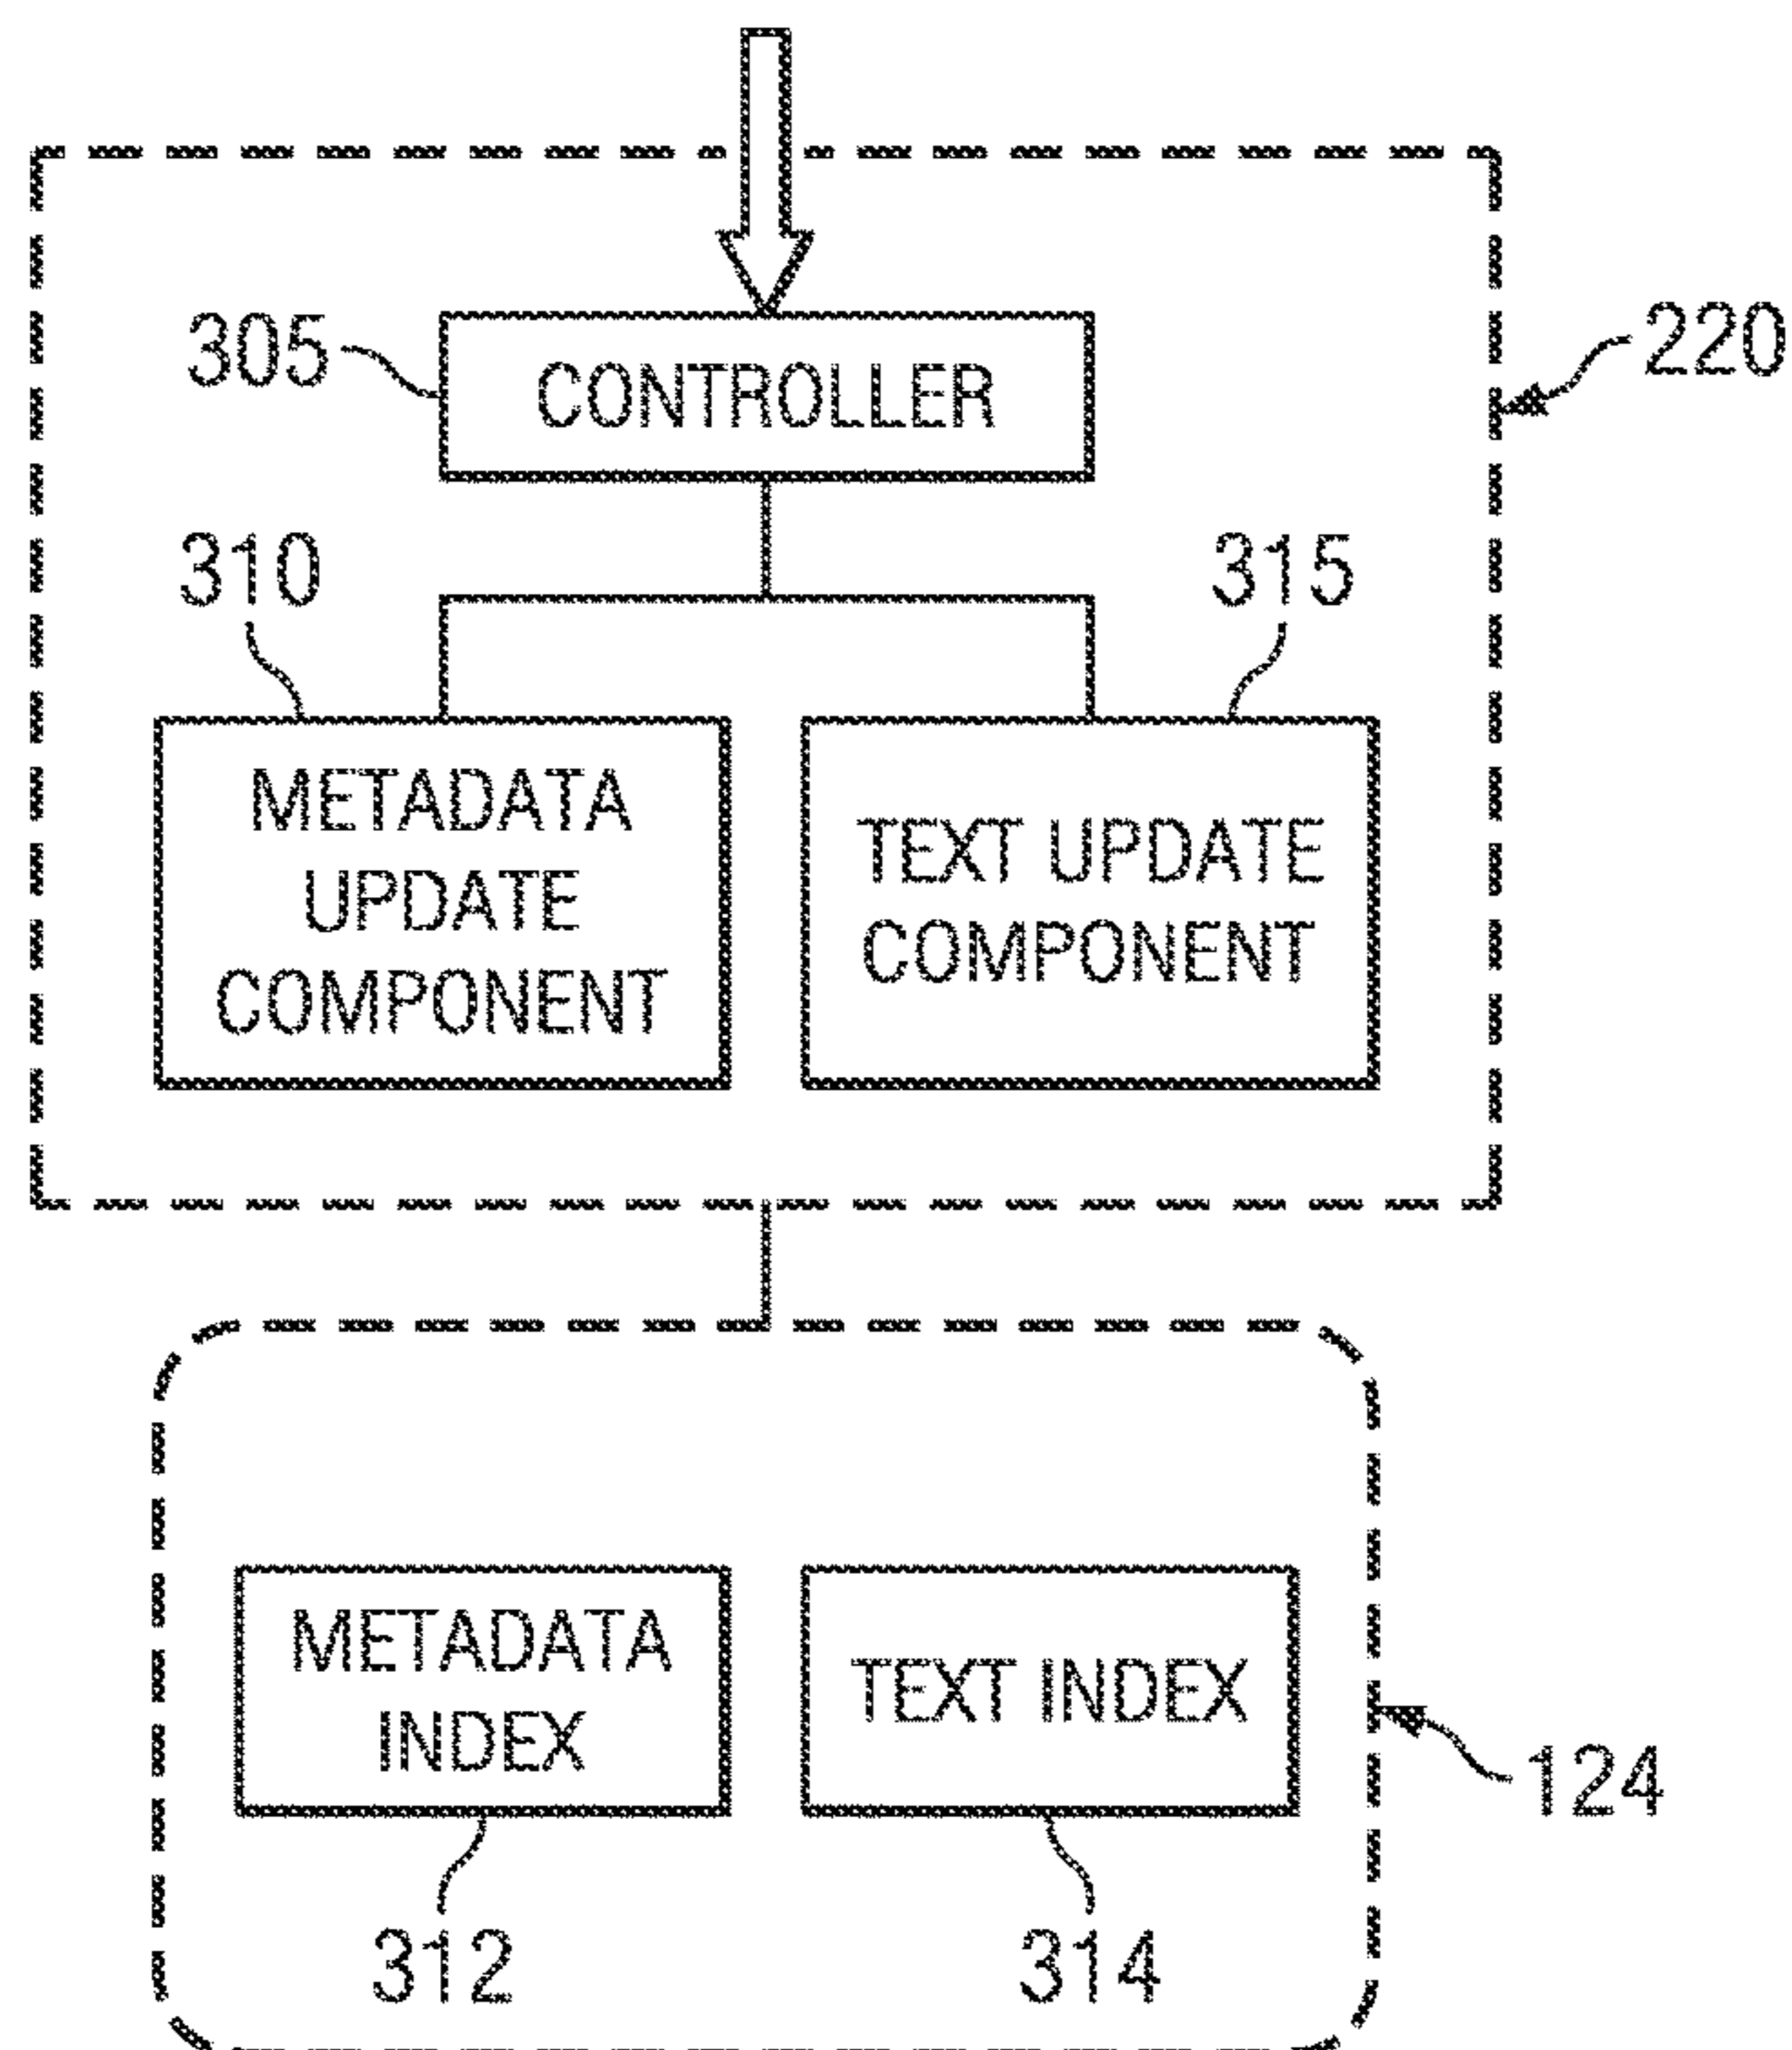 305
CONTROLLER
220
310
315
METADATA
UPDATE
COMPONENT
TEXT UPDATE
COMPONENT
METADATA
INDEX
TEXT INDEX
124
312
314